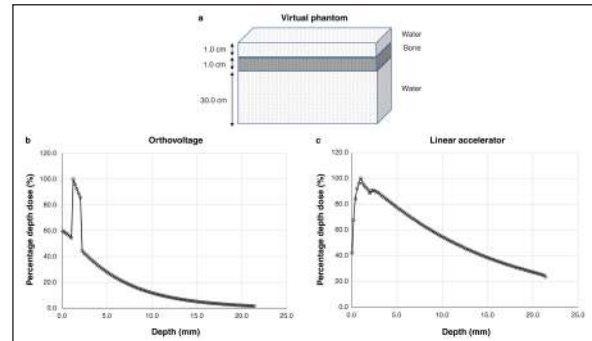 a Virtual phantom
Water
Bone
1.0 cm
1.0 cm
30.0 cm
Water
b Orthovoltage
Percentage depth dose (%)
120.0
100.0
80.0
60.0
40.0
20.0
0.0
0.0 5.0 10.0 15.0 20.0 25.0
Depth (mm)
c Linear accelerator
Percentage depth dose (%)
120.0
100.0
80.0
60.0
40.0
20.0
0.0
0.0 5.0 10.0 15.0 20.0 25.0
Depth (mm)